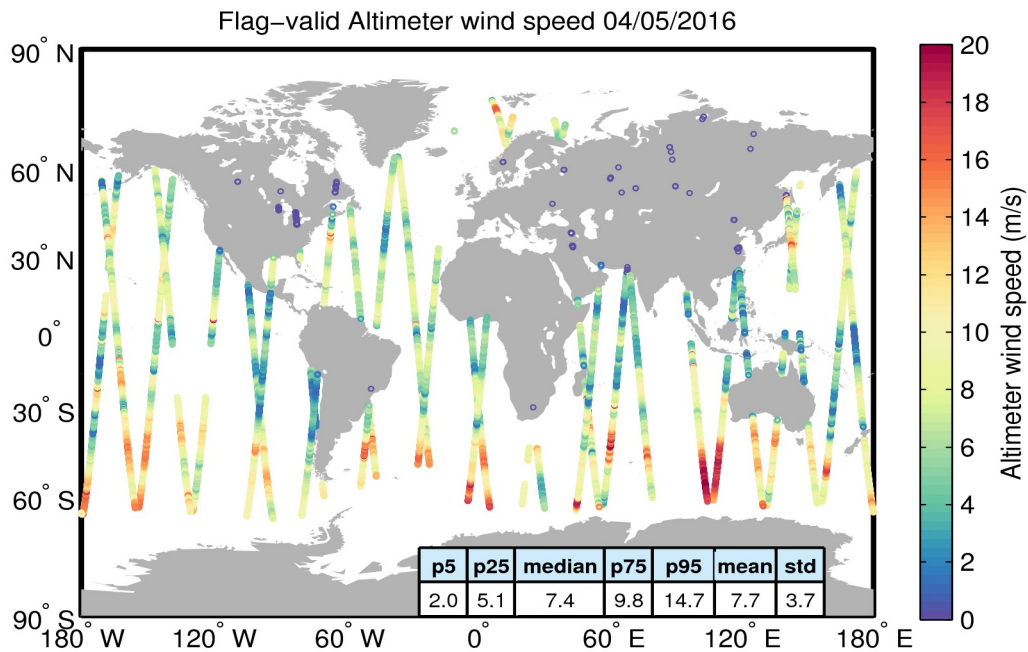 Flag−valid Altimeter wind speed 04/05/2016
90° N
60° N
30° N
0°
30° S
60° S
90° S
180° W
120° W
60° W
0°
60° E
120° E
180° E
p5 p25 median p75 p95 mean std
2.0 5.1 7.4 9.8 14.7 7.7 3.7
20
18
16
14
12
10
8
6
4
2
0
Altimeter wind speed (m/s)